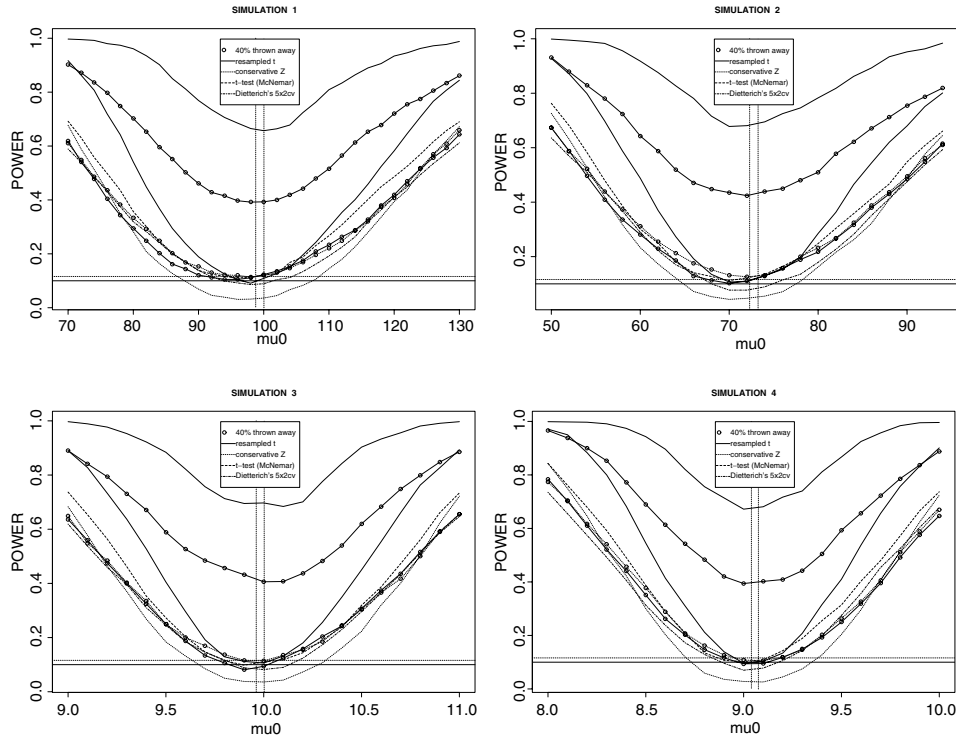 SIMULATION 1
POWER
0.0 0.2 0.4 0.6 0.8 1.0
40% thrown away
resampled t
conservative Z
t-test (McNemar)
Dietterich's 5x2cv
70 80 90 100 110 120 130
mu0
SIMULATION 2
POWER
0.0 0.2 0.4 0.6 0.8 1.0
40% thrown away
resampled t
conservative Z
t-test (McNemar)
Dietterich's 5x2cv
50 60 70 80 90
mu0
SIMULATION 3
POWER
0.0 0.2 0.4 0.6 0.8 1.0
40% thrown away
resampled t
conservative Z
t-test (McNemar)
Dietterich's 5x2cv
9.0 9.5 10.0 10.5 11.0
mu0
SIMULATION 4
POWER
0.0 0.2 0.4 0.6 0.8 1.0
40% thrown away
resampled t
conservative Z
t-test (McNemar)
Dietterich's 5x2cv
8.0 8.5 9.0 9.5 10.0
mu0